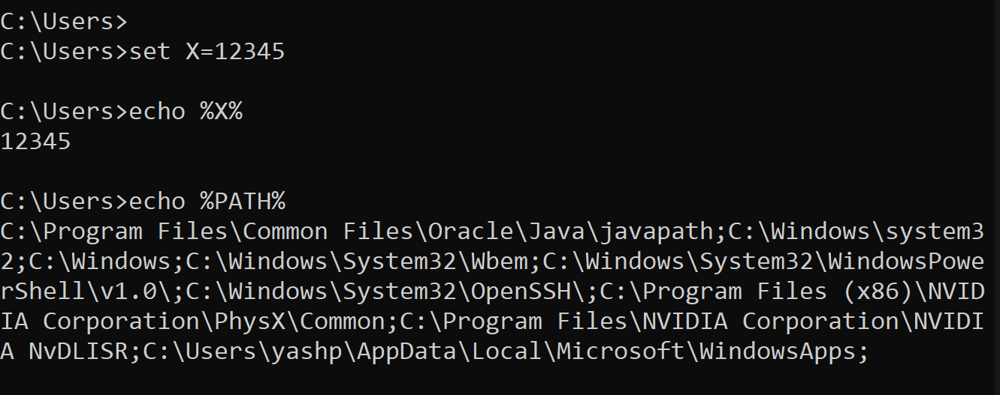 C:\Users>
C:\Users>set X=12345
C:\Users>echo %X%
12345
C:\Users>echo %PATH%
C:\Program Files\Common Files\Oracle\Java\javapath;C:\Windows\system3
2;C:\Windows;C:\Windows\System32\Wbem;C:\Windows\System32\WindowsPowe
rShell\v1.0\;C:\Windows\System32\OpenSSH\;C:\Program Files (x86)\NVID
IA Corporation\PhysX\Common;C:\Program Files\NVIDIA Corporation\NVIDI
A NvDLISR;C:\Users\yashp\AppData\Local\Microsoft\WindowsApps;